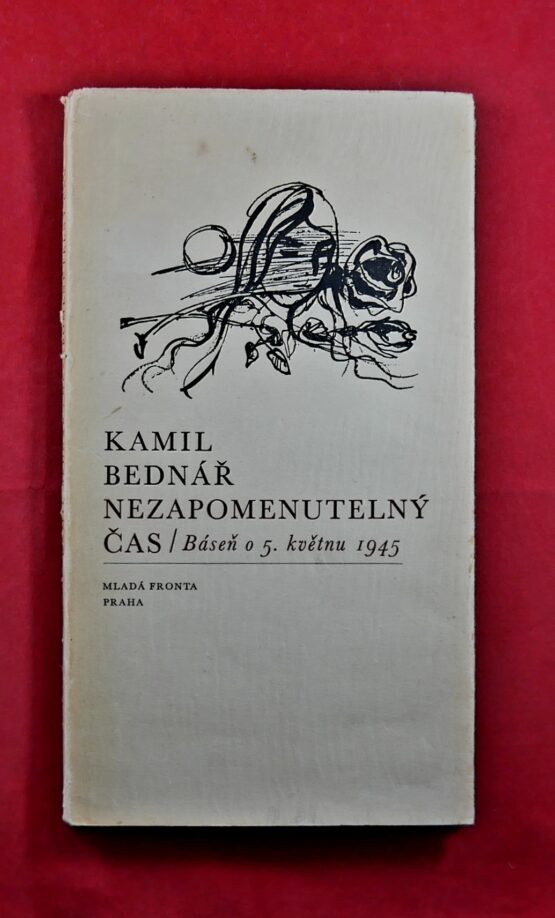 KAMIL
BEDNÁŘ
NEZAPOMENUTELNÝ
ČAS / Báseň o 5. květnu 1945
MLADÁ FRONTA
PRAHA